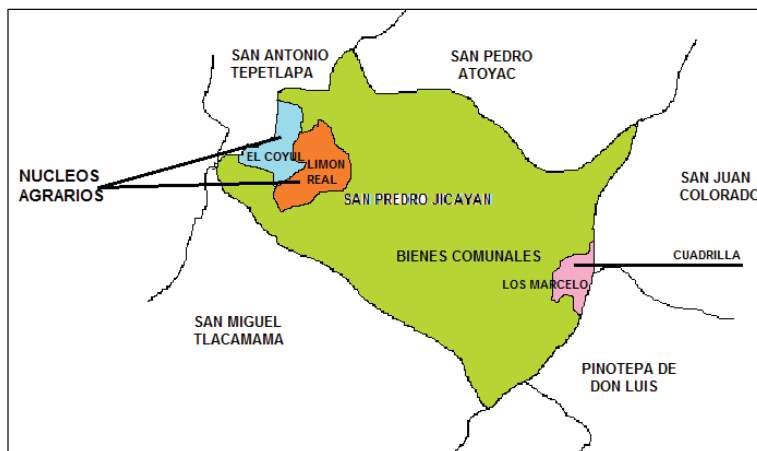 SAN ANTONIO
TEPETLAPA
SAN PEDRO
ATOYAC
EL COYUL
LIMON
REAL
NUCLEOS
AGRARIOS
SAN JUAN
COLORADO
SAN PREDRO JICAYAN
BIENES COMUNALES
CUADRILLA
LOS MARCELO
SAN MIGUEL
TLACAMAMA
PINOTEPA DE
DON LUIS